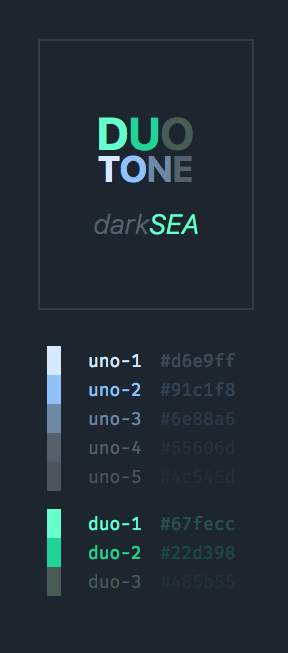 DUO
TONE
darkSEA
uno-1 #d6e9ff
uno-2 #91c1f8
uno-3 #6e88a6
uno-4 #55606d
uno-5 #4c545d
duo-1 #67fecc
duo-2 #22d398
duo-3 #485b55